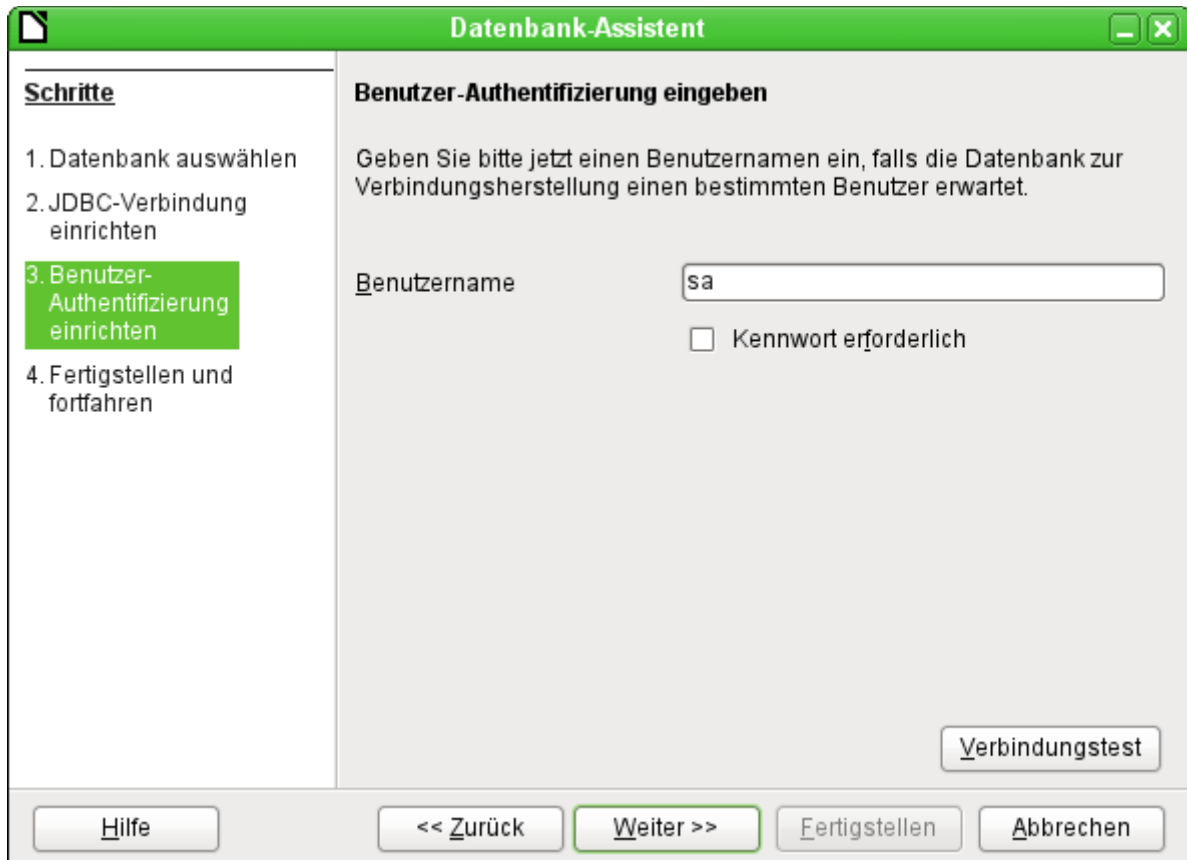 Datenbank-Assistent
Schritte
1. Datenbank auswählen
2. JDBC-Verbindung
einrichten
3. Benutzer-
Authentifizierung
einrichten
4. Fertigstellen und
fortfahren
Benutzer-Authentifizierung eingeben
Geben Sie bitte jetzt einen Benutzernamen ein, falls die Datenbank zur
Verbindungsherstellung einen bestimmten Benutzer erwartet.
Benutzername
sa
Kennwort erforderlich
Verbindungstest
Hilfe
<< Zurück
Weiter >>
Fertigstellen
Abbrechen